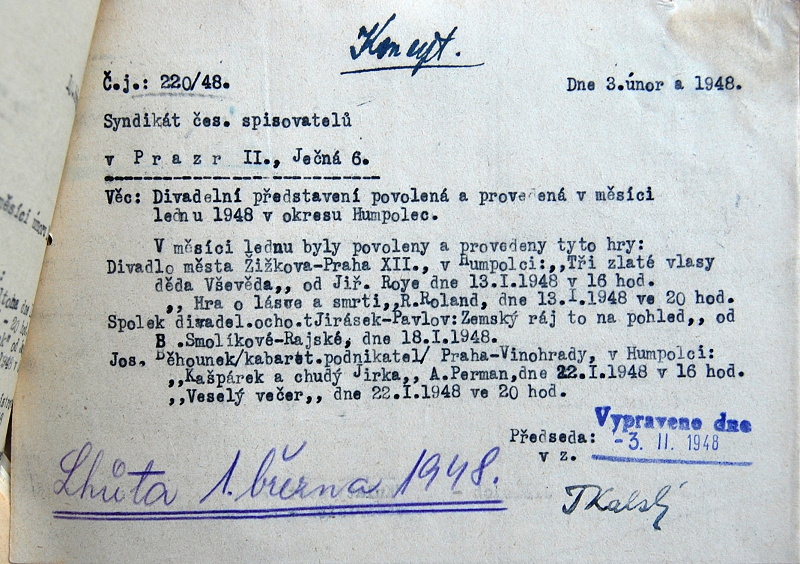 Koncept.
Č.j.: 220/48.
Dne 3.únor a 1948.
Syndikát čes. spisovatelů
v P r a z r II., Ječná 6.
Věc: Divadelní představení povolená a provedená v měsíci
lednu 1948 v okresu Humpolec.
V měsíci lednu byly povoleny a provedeny tyto hry:
Divadlo města Žižkova-Praha XII., v Humpolci:,,Tři zlaté vlasy
děda Vševěda,, od Jiř. Roye dne 13.I.1948 v 16 hod.
,, Hra o lásve a smrti,,R.Roland, dne 13.I.1948 ve 20 hod.
Spolek divadel.ocho.tJirásek-Pavlov:Zemský ráj to na pohled,, od
B .Smolíkové-Rajské, dne 18.I.1948.
Jos. Běhounek/kabaret.podnikatel/ Praha-Vinohrady, v Humpolci:
,,Kašpárek a chudý Jirka,, A.Perman,dne 22.I.1948 v 16 hod.
,,Veselý večer,, dne 22.I.1948 ve 20 hod.
Vypraveno dne
-3. II. 1948
Předseda:
v z.
Lhůta 1. března 1948.